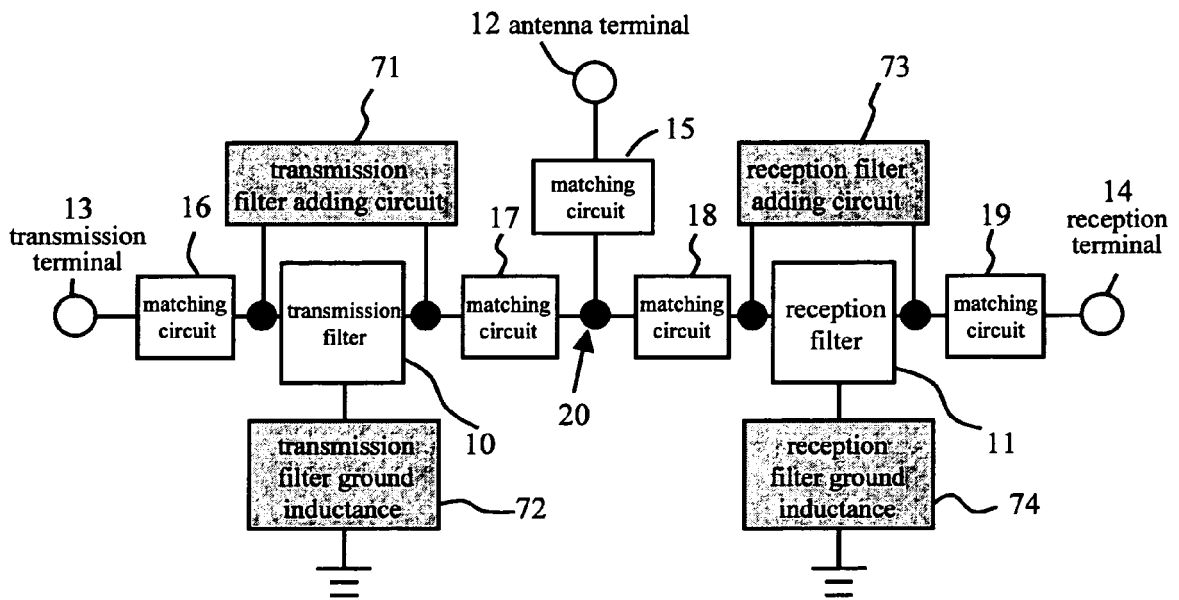 12 antenna terminal
71
73
15
transmission
filter adding circuit
matching
circuit
reception filter
adding circuit
13
transmission
terminal
16
17
18
19
14
reception
terminal
matching
circuit
transmission
filter
matching
circuit
matching
circuit
reception
filter
matching
circuit
20
10
11
transmission
filter ground
inductance
72
reception
filter ground
inductance
74